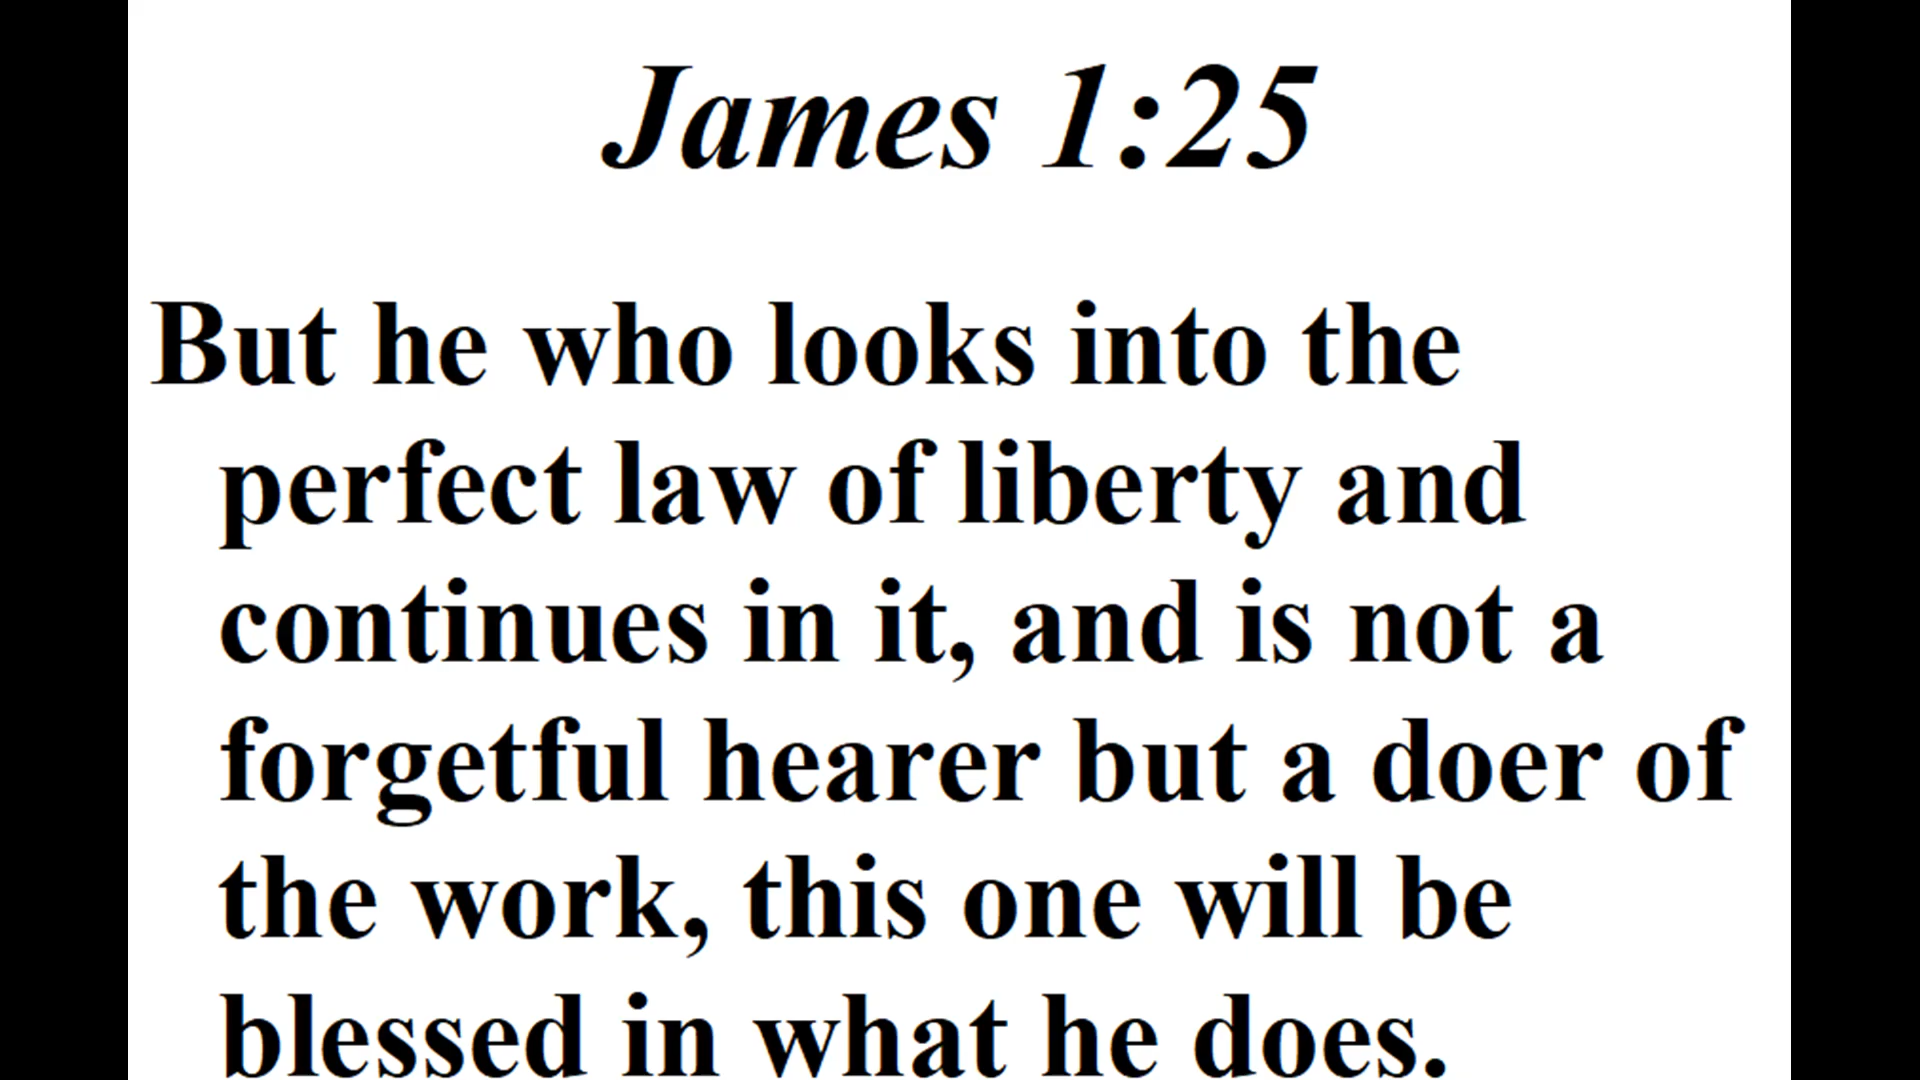 James 1:25
But he who looks into the
perfect law of liberty and
continues in it, and is not a
forgetful hearer but a doer of
the work, this one will be
blessed in what he does.